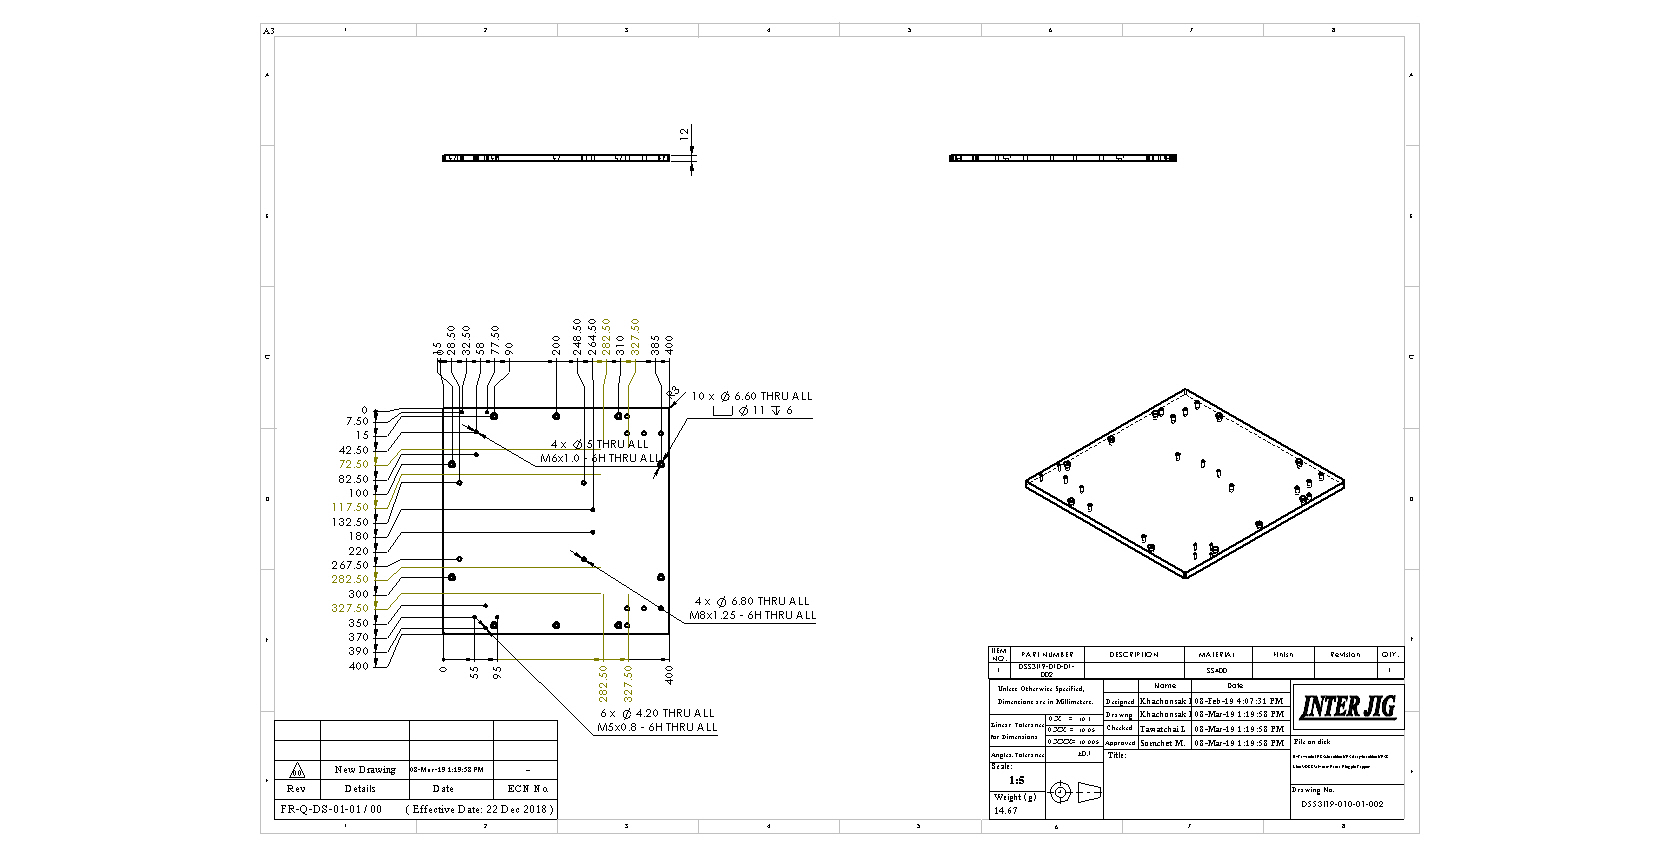 A3
1 2 3 4 5 6 7 8
A A
B
C C
D
12
15 0 28.50 32.50 58 77.50 90 200 248.50 264.50 282.50 310 327.50 385 400
R3
0
7.50
15
42.50
72.50
82.50
100
117.50
132.50
180
220
267.50
282.50
300
327.50
350
370
390
400
10 x Ø 6.60 THRU ALL
⌴ Ø 11 ↧ 6
4 x Ø 5 THRU ALL
M6x1.0 - 6H THRU ALL
4 x Ø 6.80 THRU ALL
M8x1.25 - 6H THRU ALL
0 55 95 282.50 327.50 400
6 x Ø 4.20 THRU ALL
M5x0.8 - 6H THRU ALL
ITEM NO. PART NUMBER DESCRIPTION MATERIAL Finish Revision QTY.
1 DSS3119-010-01-002 SS400 1
Unless Otherwise Specified,
Dimensions are in Millimeters.
Linear Tolerance
for Dimensions
0.X = ±0.1
0.XX = ±0.05
0.XXX= ±0.005
Angles. Tolerance ±0.1
Scale:
1:5
Weight (g)
14.67
Name Date
Designed Khachonsak 08-Feb-19 4:07:31 PM
Drawing Khachonsak 08-Mar-19 1:19:58 PM
Checked Tawatchai L 08-Mar-19 1:19:58 PM
Approved Somchet M. 08-Mar-19 1:19:58 PM
Title:
INTER JIG
File on disk
Drawing No.
DSS3119-010-01-002
00 New Drawing 08-Mar-19 1:19:58 PM -
Rev Details Date ECN No.
FR-Q-DS-01-01 / 00 ( Effective Date: 22 Dec 2018 )
1 2 3 4 5 6 7 8